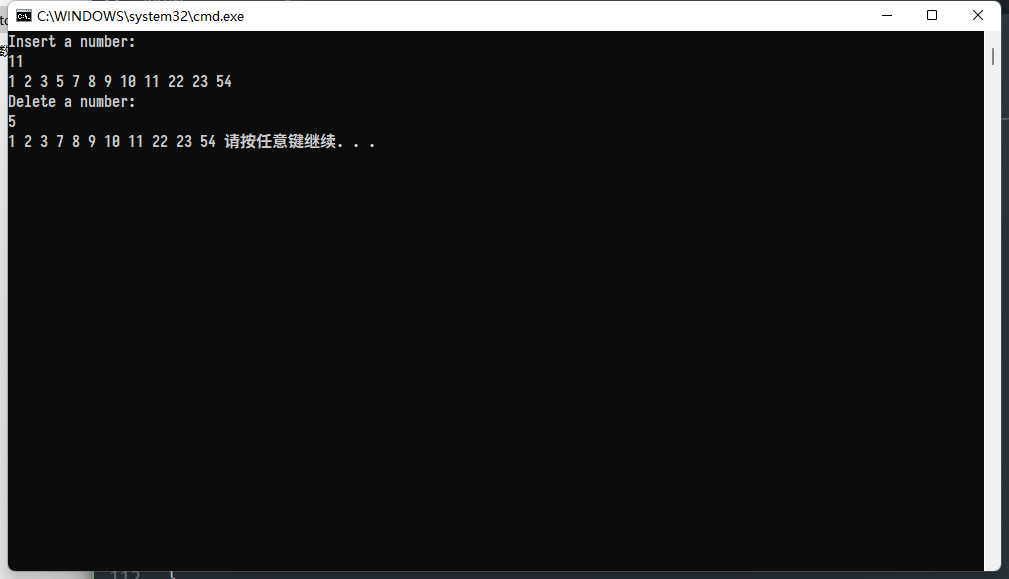 C:\WINDOWS\system32\cmd.exe
Insert a number:
11
1 2 3 5 7 8 9 10 11 22 23 54
Delete a number:
5
1 2 3 7 8 9 10 11 22 23 54 请按任意键继续. . .
112 {